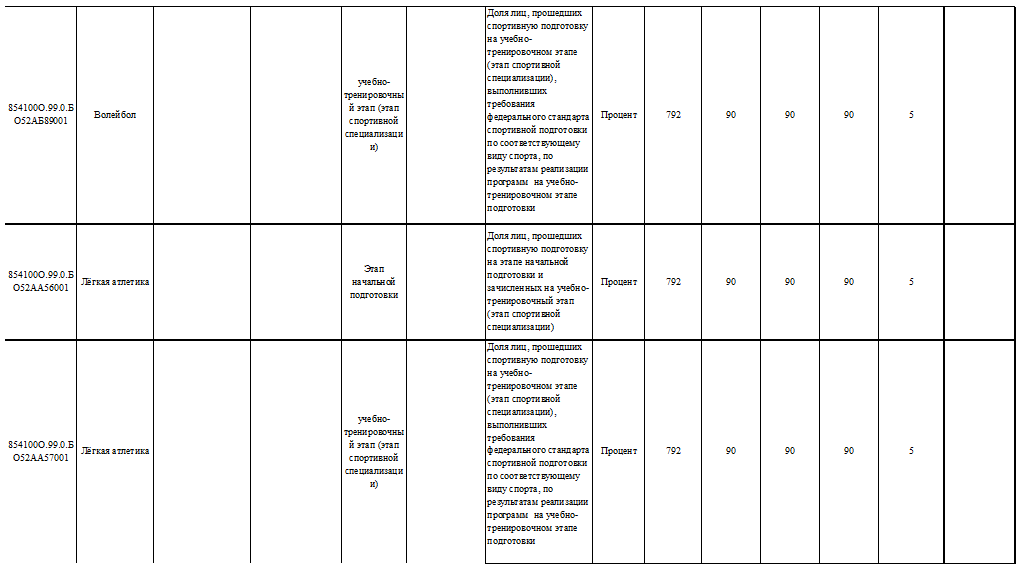 854100О.99.0.Б
О52АБ89001
Волейбол
учебно-
тренировочны
й этап (этап
спортивной
специализаци
и)
Доля лиц, прошедших
спортивную подготовку
на учебно-
тренировочном этапе
(этап спортивной
специализации),
выполнивших
требования
федерального стандарта
спортивной подготовки
по соответствующему
виду спорта, по
результатам реализации
программ на учебно-
тренировочном этапе
подготовки
Процент
792
90
90
90
5
854100О.99.0.Б
О52АА56001
Лёгкая атлетика
Этап
начальной
подготовки
Доля лиц, прошедших
спортивную подготовку
на этапе начальной
подготовки и
зачисленных на учебно-
тренировочный этап
(этап спортивной
специализации)
Процент
792
90
90
90
5
854100О.99.0.Б
О52АА57001
Лёгкая атлетика
учебно-
тренировочны
й этап (этап
спортивной
специализаци
и)
Доля лиц, прошедших
спортивную подготовку
на учебно-
тренировочном этапе
(этап спортивной
специализации),
выполнивших
требования
федерального стандарта
спортивной подготовки
по соответствующему
виду спорта, по
результатам реализации
программ на учебно-
тренировочном этапе
подготовки
Процент
792
90
90
90
5